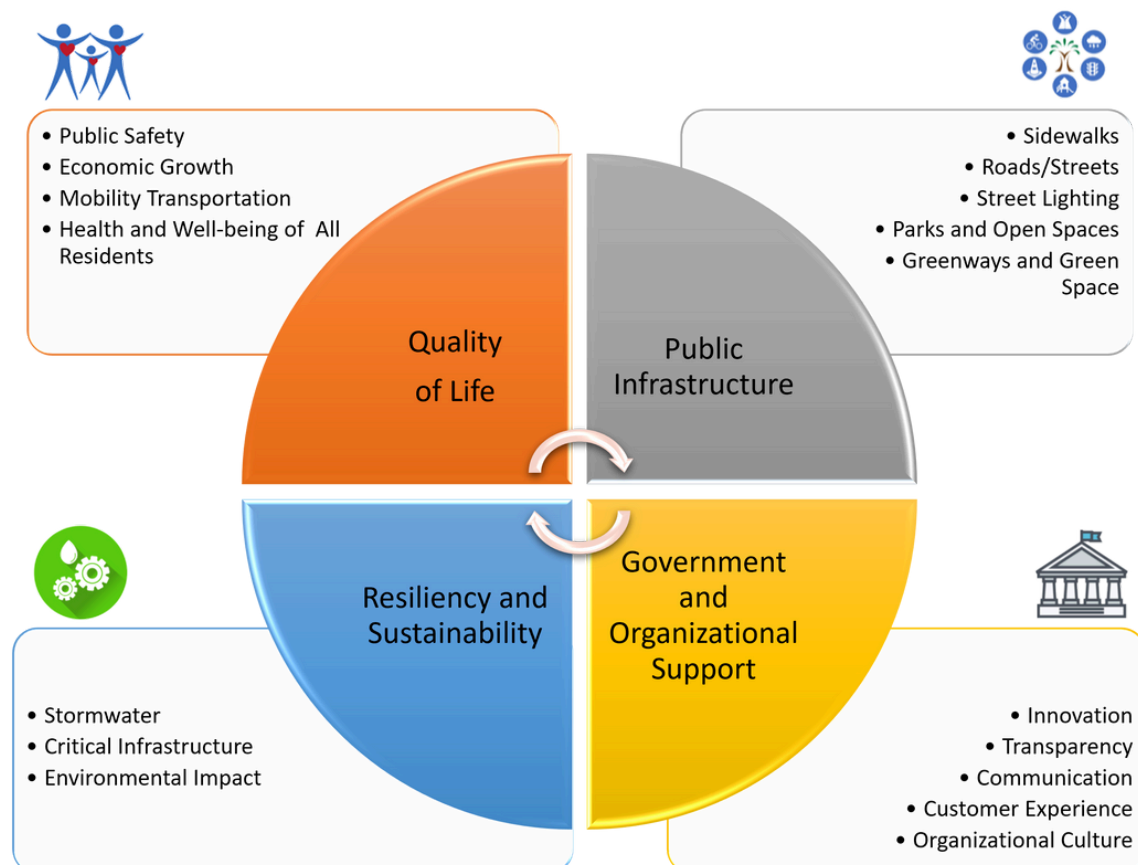 • Public Safety
• Economic Growth
• Mobility Transportation
• Health and Well-being of All
Residents
• Sidewalks
• Roads/Streets
• Street Lighting
• Parks and Open Spaces
• Greenways and Green
Space
Quality
of Life
Public
Infrastructure
Resiliency and
Sustainability
Government
and
Organizational
Support
• Stormwater
• Critical Infrastructure
• Environmental Impact
• Innovation
• Transparency
• Communication
• Customer Experience
• Organizational Culture